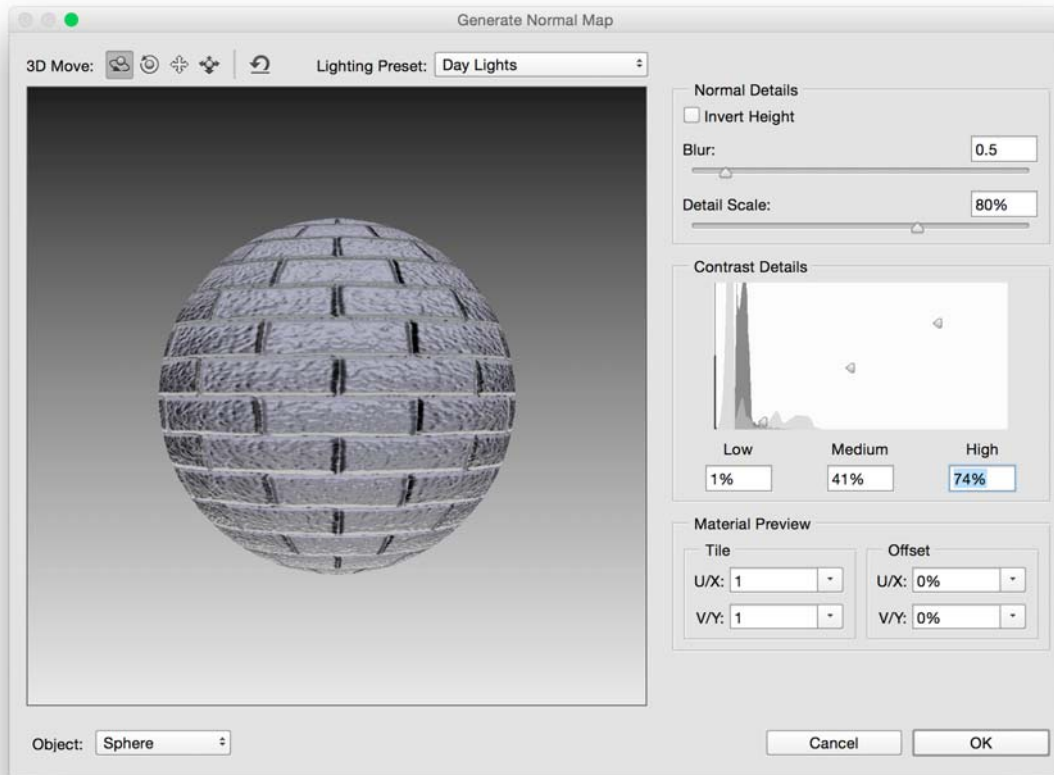 Generate Normal Map
3D Move:
Lighting Preset: Day Lights
Normal Details
Invert Height
Blur: 0.5
Detail Scale: 80%
Contrast Details
Low Medium High
1% 41% 74%
Material Preview
Tile Offset
U/X: 1 U/X: 0%
V/Y: 1 V/Y: 0%
Object: Sphere
Cancel OK